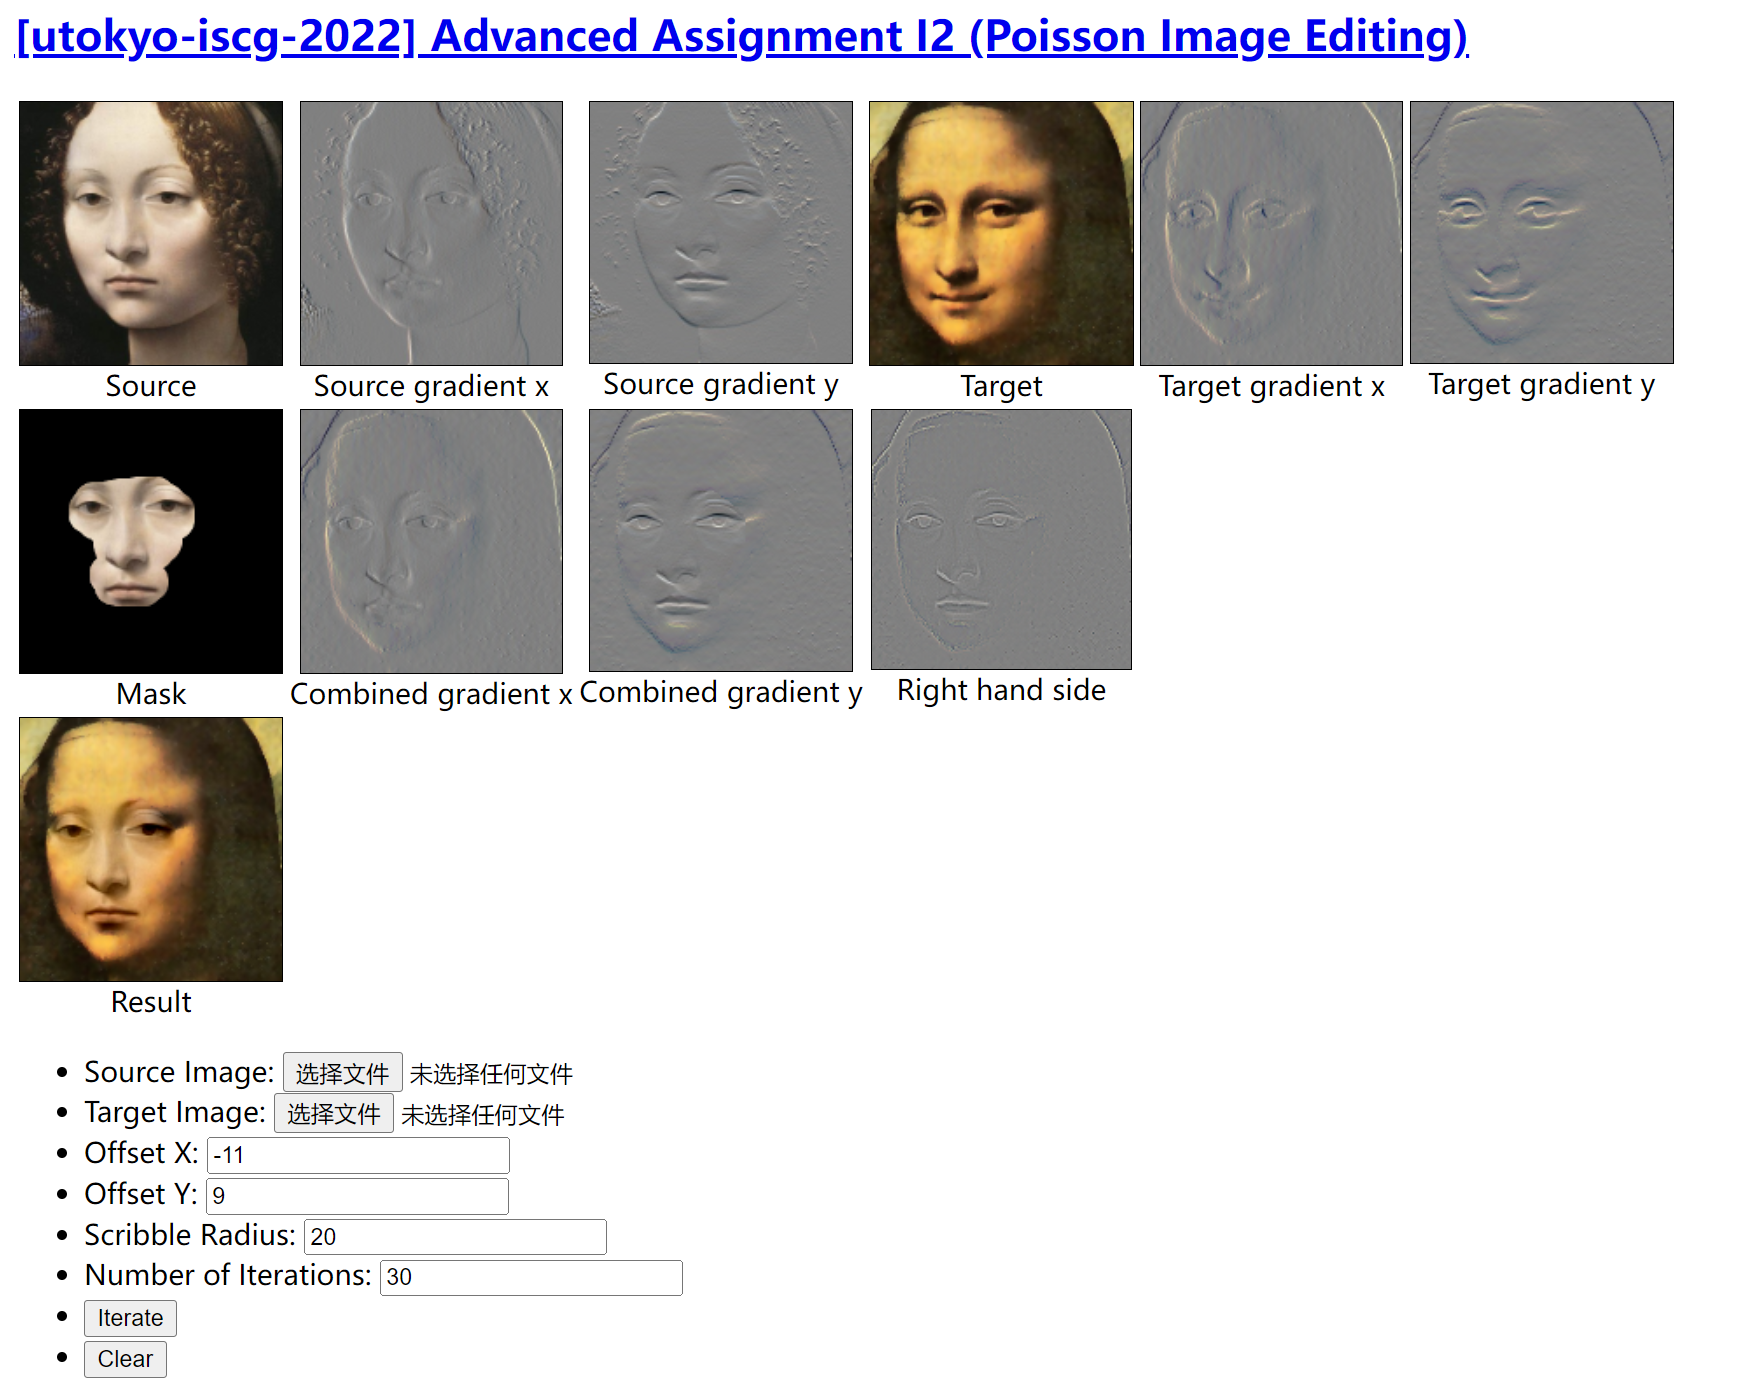 [utokyo-iscg-2022] Advanced Assignment I2 (Poisson Image Editing)
Source
Source gradient x
Source gradient y
Target
Target gradient x
Target gradient y
Mask
Combined gradient x
Combined gradient y
Right hand side
Result
Source Image: 选择文件 未选择任何文件
Target Image: 选择文件 未选择任何文件
Offset X: -11
Offset Y: 9
Scribble Radius: 20
Number of Iterations: 30
Iterate
Clear